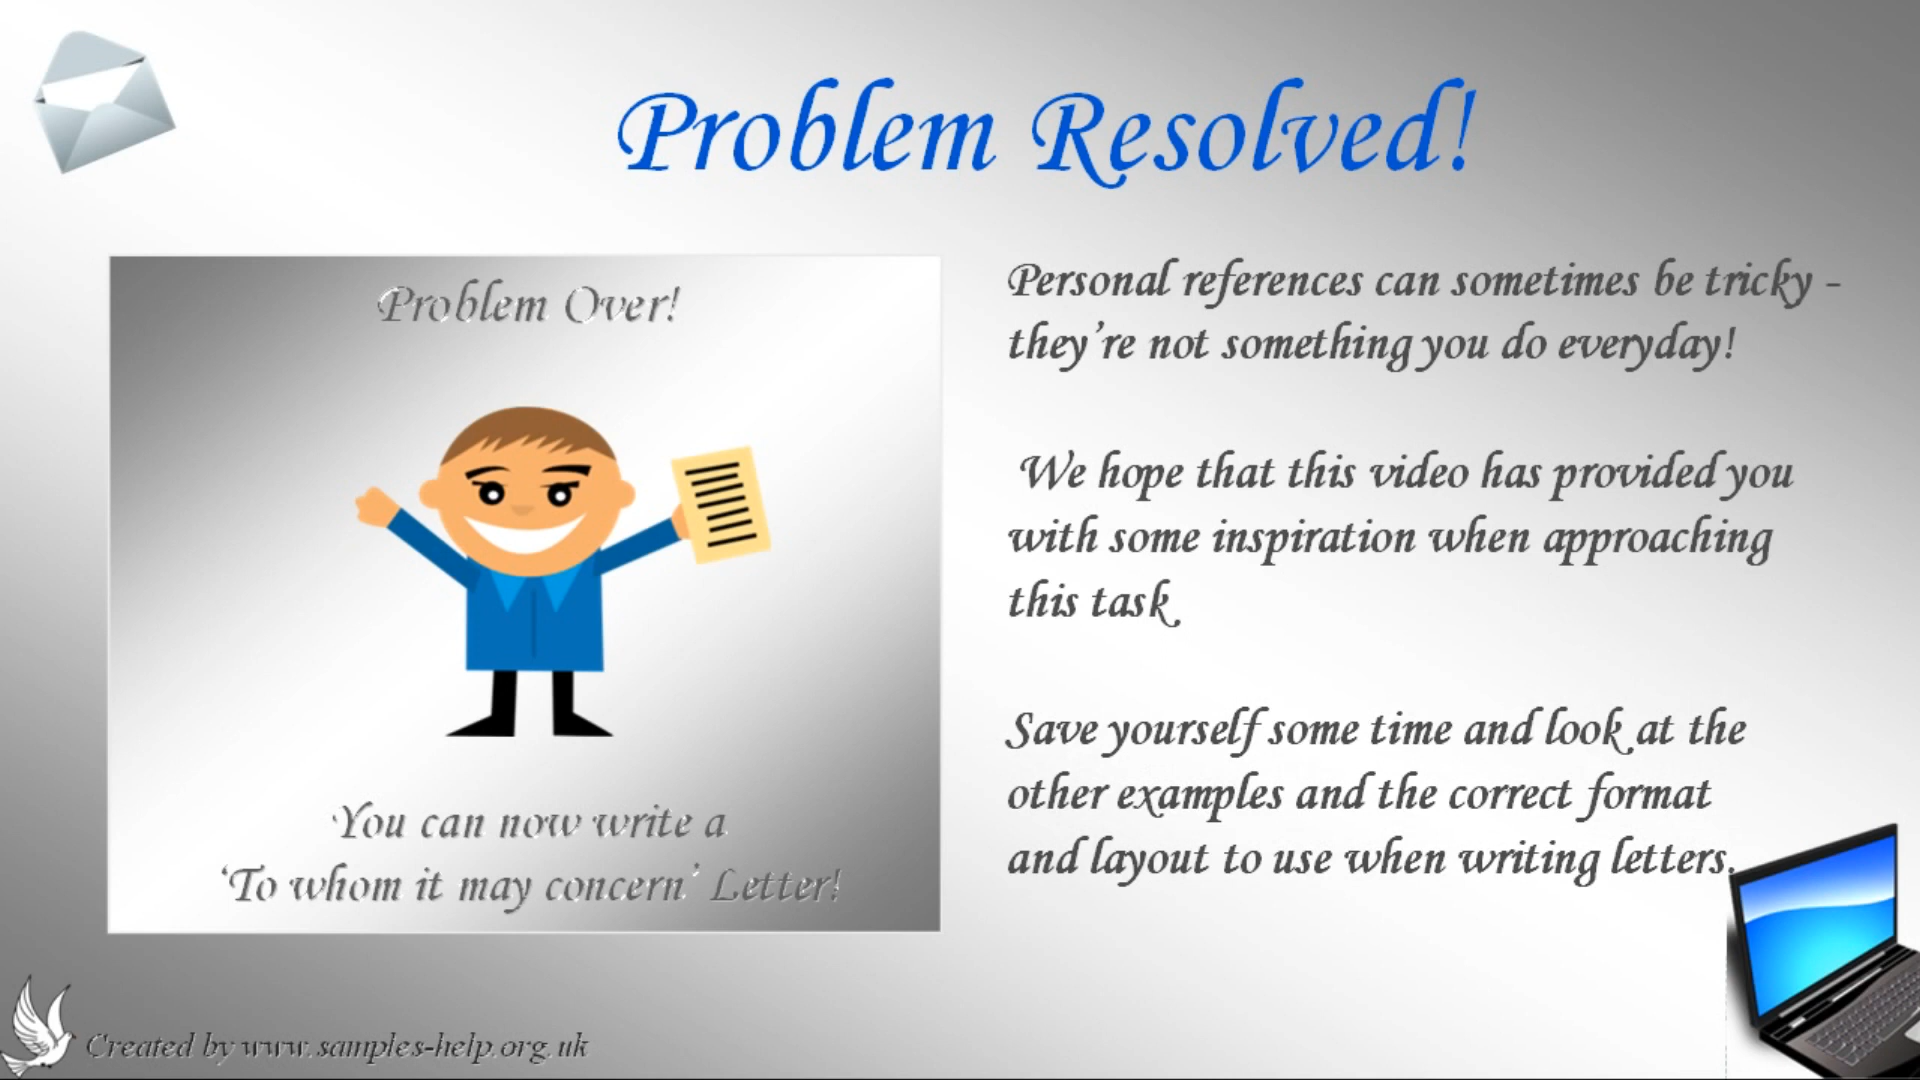 Problem Resolved!
Problem Over!
You can now write a
‘To whom it may concern’ Letter!
Personal references can sometimes be tricky -
they’re not something you do everyday!
We hope that this video has provided you
with some inspiration when approaching
this task
Save yourself some time and look at the
other examples and the correct format
and layout to use when writing letters.
Created by www.samples-help.org.uk